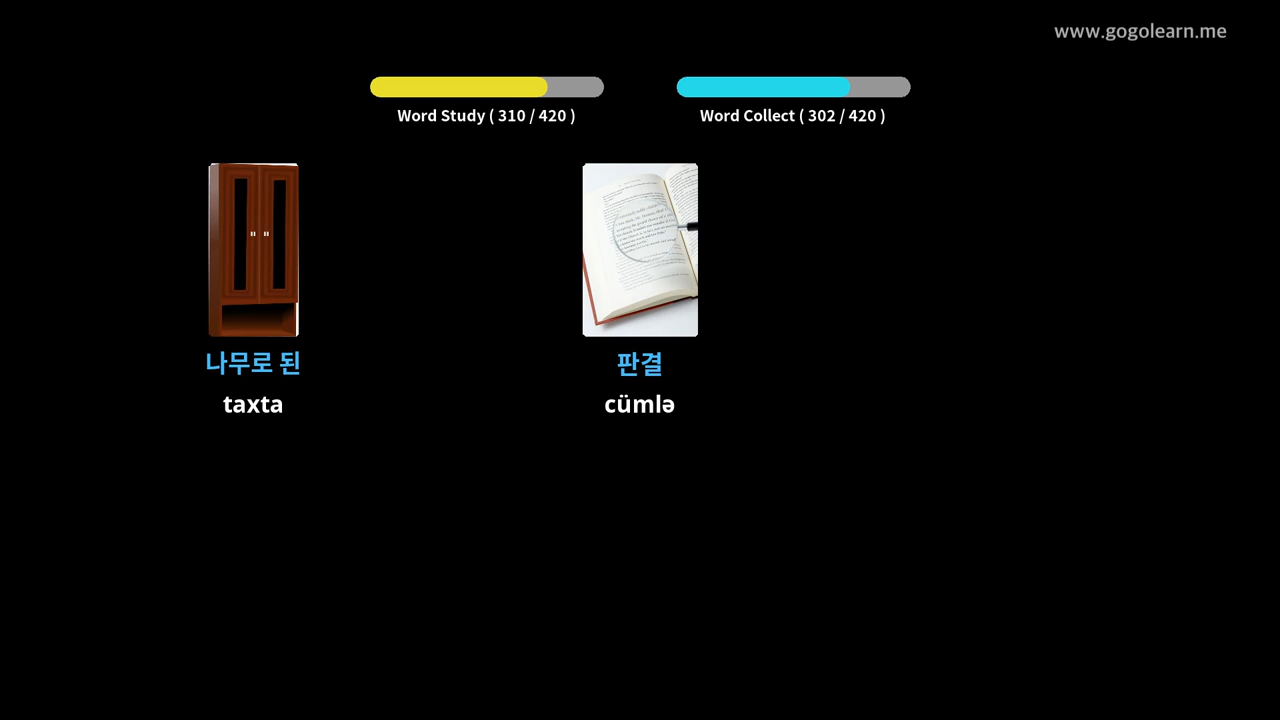 www.gogolearn.me
Word Study ( 310 / 420 )
Word Collect ( 302 / 420 )
나무로 된
taxta
판결
cümlə